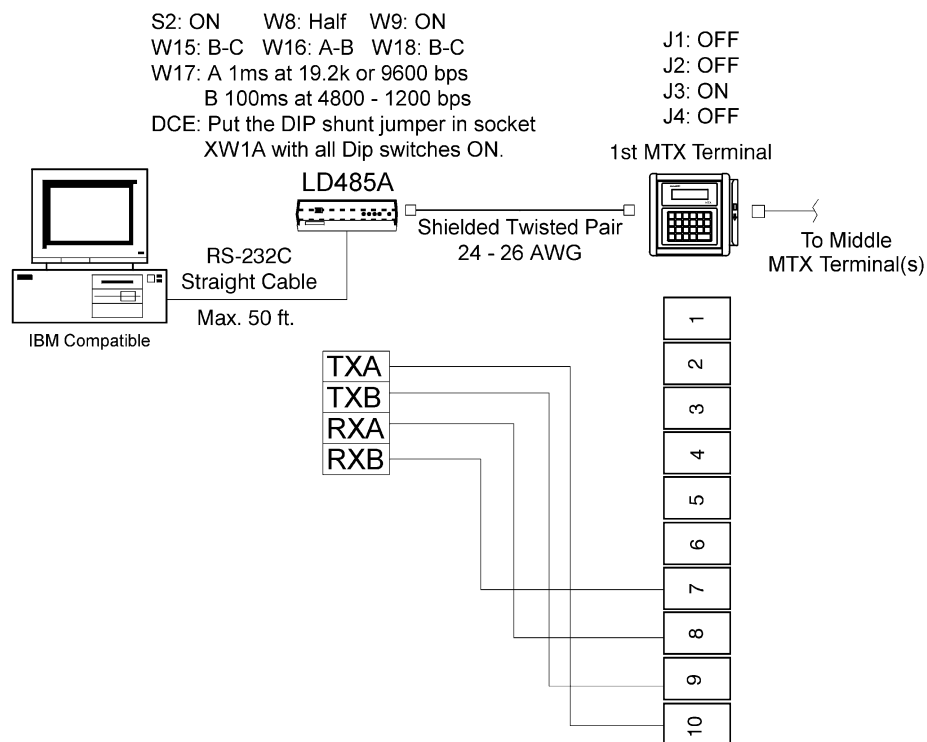 S2: ON W8: Half W9: ON
W15: B-C W16: A-B W18: B-C
W17: A 1ms at 19.2k or 9600 bps
B 100ms at 4800 - 1200 bps
DCE: Put the DIP shunt jumper in socket
XW1A with all Dip switches ON.
J1: OFF
J2: OFF
J3: ON
J4: OFF
1st MTX Terminal
LD485A
Shielded Twisted Pair
24 - 26 AWG
To Middle
MTX Terminal(s)
RS-232C
Straight Cable
Max. 50 ft.
IBM Compatible
TXA
TXB
RXA
RXB
1
2
3
4
5
6
7
8
9
10